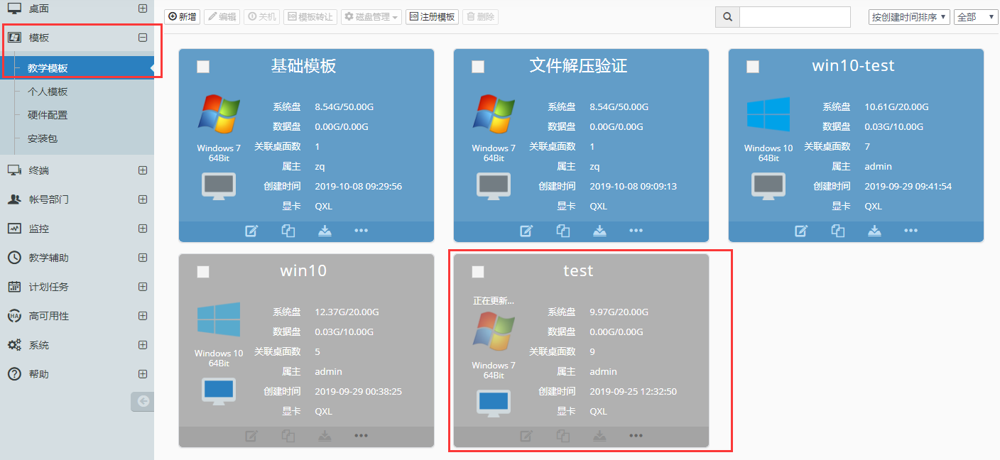 桌面
模板
教学模板
个人模板
硬件配置
安装包
终端
帐号部门
监控
教学辅助
计划任务
高可用性
系统
帮助
新增 编辑 关机 模板转让 磁盘管理 注册模板 删除
按创建时间排序 全部
基础模板
系统盘 8.54G/50.00G
数据盘 0.00G/0.00G
关联桌面数 1
属主 zq
创建时间 2019-10-08 09:29:56
显卡 QXL
Windows 7
64Bit
文件解压验证
系统盘 8.54G/50.00G
数据盘 0.00G/0.00G
关联桌面数 1
属主 zq
创建时间 2019-10-08 09:09:13
显卡 QXL
Windows 7
64Bit
win10-test
系统盘 10.61G/20.00G
数据盘 0.03G/10.00G
关联桌面数 7
属主 admin
创建时间 2019-09-29 09:41:54
显卡 QXL
Windows 10
64Bit
win10
系统盘 12.37G/20.00G
数据盘 0.03G/10.00G
关联桌面数 5
属主 admin
创建时间 2019-09-29 00:38:25
显卡 QXL
Windows 10
64Bit
test
正在更新...
系统盘 9.97G/20.00G
数据盘 0.00G/0.00G
关联桌面数 9
属主 admin
创建时间 2019-09-25 12:32:50
显卡 QXL
Windows 7
64Bit
HA